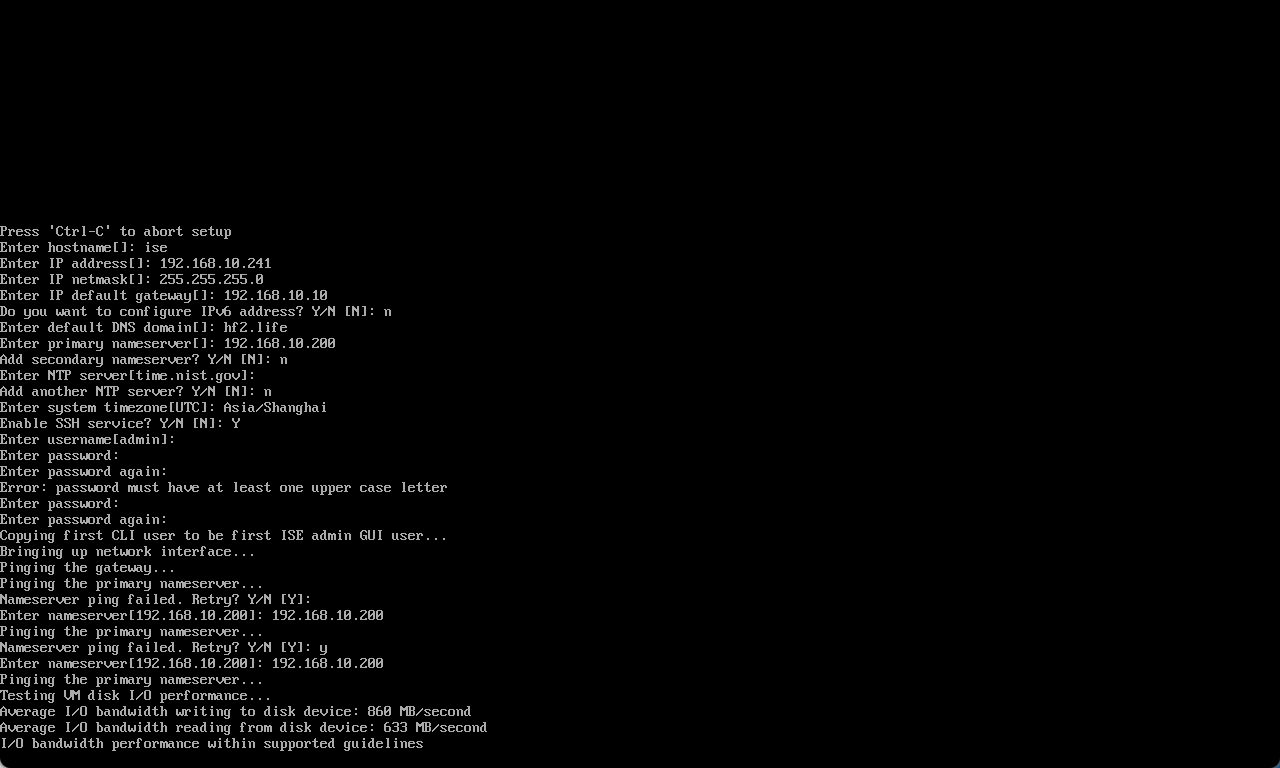 Press 'Ctrl-C' to abort setup
Enter hostname[]: ise
Enter IP address[]: 192.168.10.241
Enter IP netmask[]: 255.255.255.0
Enter IP default gateway[]: 192.168.10.10
Do you want to configure IPv6 address? Y/N [N]: n
Enter default DNS domain[]: hf2.life
Enter primary nameserver[]: 192.168.10.200
Add secondary nameserver? Y/N [N]: n
Enter NTP server[time.nist.gov]:
Add another NTP server? Y/N [N]: n
Enter system timezone[UTC]: Asia/Shanghai
Enable SSH service? Y/N [N]: Y
Enter username[admin]:
Enter password:
Enter password again:
Error: password must have at least one upper case letter
Enter password:
Enter password again:
Copying first CLI user to be first ISE admin GUI user...
Bringing up network interface...
Pinging the gateway...
Pinging the primary nameserver...
Nameserver ping failed. Retry? Y/N [Y]:
Enter nameserver[192.168.10.200]: 192.168.10.200
Pinging the primary nameserver...
Nameserver ping failed. Retry? Y/N [Y]: y
Enter nameserver[192.168.10.200]: 192.168.10.200
Pinging the primary nameserver...
Testing VM disk I/O performance...
Average I/O bandwidth writing to disk device: 860 MB/second
Average I/O bandwidth reading from disk device: 633 MB/second
I/O bandwidth performance within supported guidelines